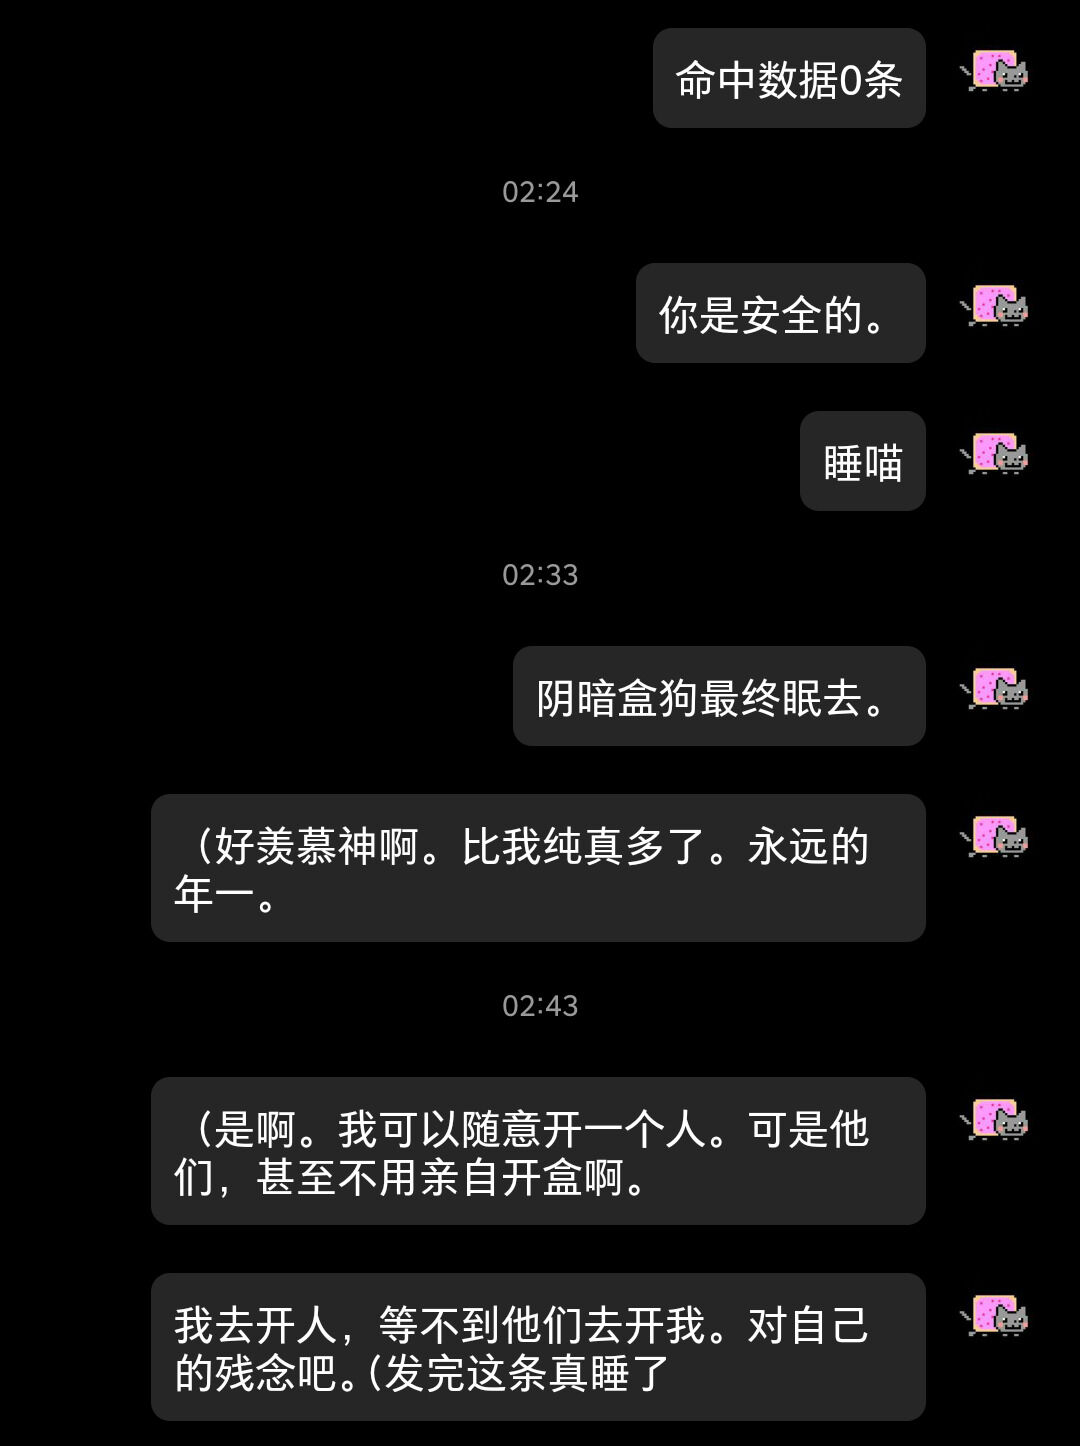 命中数据0条
02:24
你是安全的。
睡喵
02:33
阴暗盒狗最终眠去。
（好羡慕神啊。比我纯真多了。永远的
年一。
02:43
（是啊。我可以随意开一个人。可是他
们，甚至不用亲自开盒啊。
我去开人，等不到他们去开我。对自己
的残念吧。（发完这条真睡了